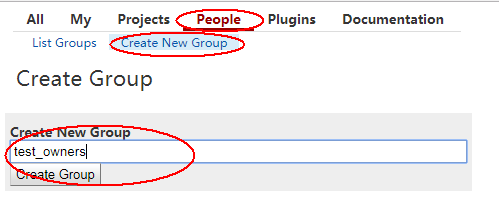 All My Projects People Plugins Documentation
List Groups Create New Group
Create Group
Create New Group
test_owners
Create Group